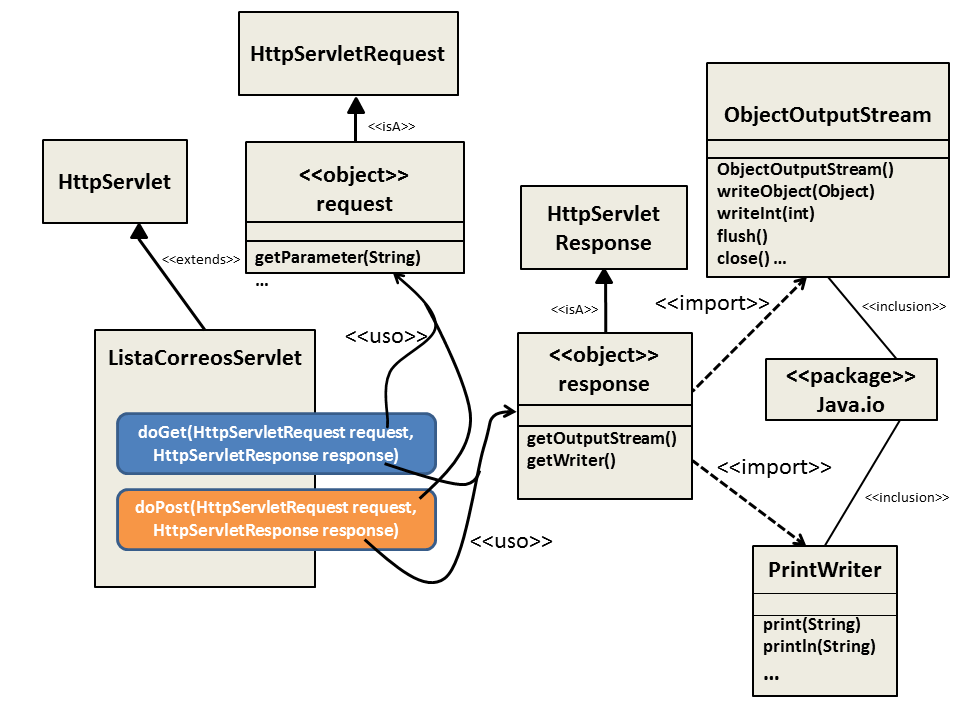 HttpServletRequest
<<isA>>
<<object>>
request
getParameter(String)
...
HttpServlet
<<extends>>
ListaCorreosServlet
doGet(HttpServletRequest request,
HttpServletResponse response)
doPost(HttpServletRequest request,
HttpServletResponse response)
<<uso>>
<<uso>>
HttpServlet
Response
<<isA>>
<<object>>
response
getOutputStream()
getWriter()
<<import>>
<<import>>
ObjectOutputStream
ObjectOutputStream()
writeObject(Object)
writeInt(int)
flush()
close() ...
<<inclusion>>
<<package>>
Java.io
<<inclusion>>
PrintWriter
print(String)
println(String)
...